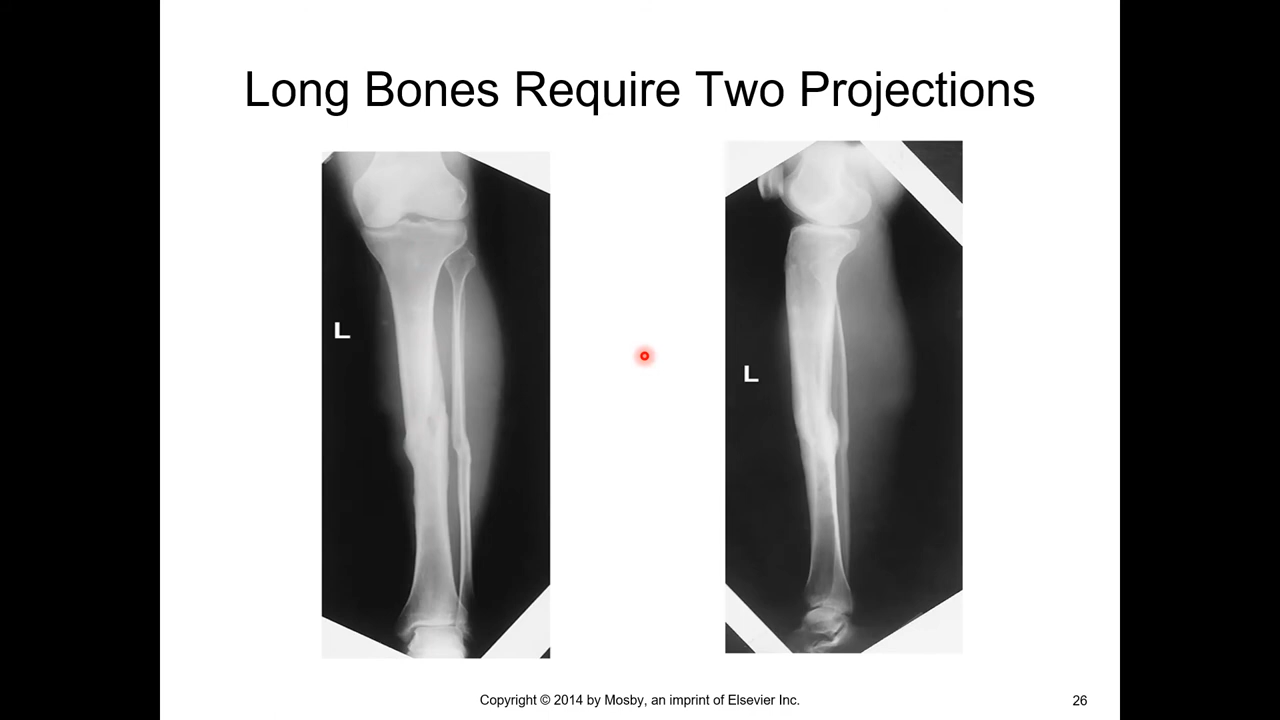 Long Bones Require Two Projections
L
L
Copyright © 2014 by Mosby, an imprint of Elsevier Inc.
26